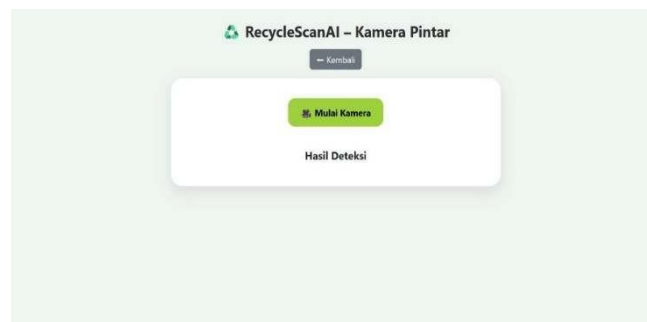 RecycleScanAI – Kamera Pintar
← Kembali
Mulai Kamera
Hasil Deteksi